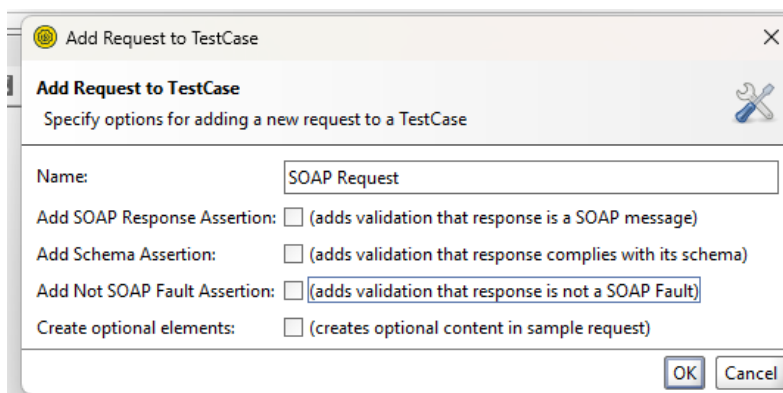 Add Request to TestCase
Add Request to TestCase
Specify options for adding a new request to a TestCase
Name: SOAP Request
Add SOAP Response Assertion: (adds validation that response is a SOAP message)
Add Schema Assertion: (adds validation that response complies with its schema)
Add Not SOAP Fault Assertion: (adds validation that response is not a SOAP Fault)
Create optional elements: (creates optional content in sample request)
OK Cancel